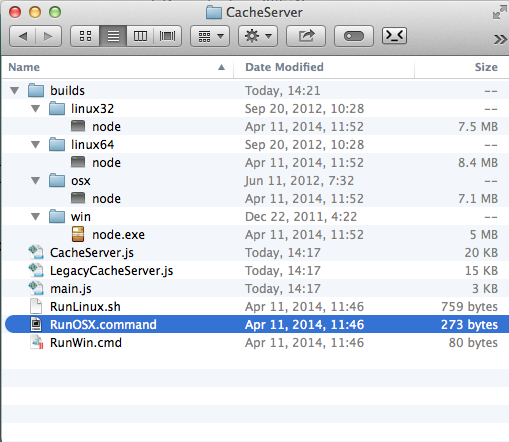 CacheServer
Name Date Modified Size
builds Today, 14:21 --
linux32 Sep 20, 2012, 10:28 --
node Apr 11, 2014, 11:52 7.5 MB
linux64 Sep 20, 2012, 10:28 --
node Apr 11, 2014, 11:52 8.4 MB
osx Jun 11, 2012, 7:32 --
node Apr 11, 2014, 11:52 7.1 MB
win Dec 22, 2011, 4:22 --
node.exe Apr 11, 2014, 11:52 5 MB
CacheServer.js Today, 14:17 20 KB
LegacyCacheServer.js Today, 14:17 15 KB
main.js Today, 14:17 3 KB
RunLinux.sh Apr 11, 2014, 11:46 759 bytes
RunOSX.command Apr 11, 2014, 11:46 273 bytes
RunWin.cmd Apr 11, 2014, 11:46 80 bytes